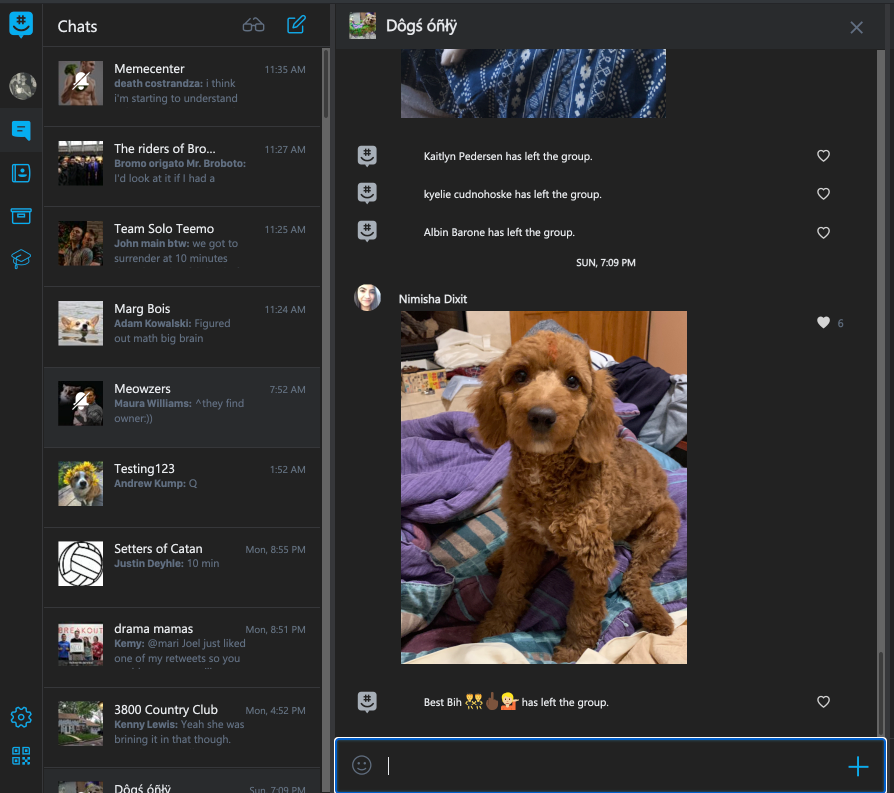 Chats
Memecenter 11:35 AM
death costrandza: i think
i'm starting to understand
The riders of Bro... 11:27 AM
Bromo origato Mr. Broboto:
I'd look at it if I had a
Team Solo Teemo 11:25 AM
John main btw: we got to
surrender at 10 minutes
Marg Bois 11:24 AM
Adam Kowalski: Figured
out math big brain
Meowzers 7:52 AM
Maura Williams: ^they find
owner:))
Testing123 1:52 AM
Andrew Kump: Q
Setters of Catan Mon, 8:55 PM
Justin Deyhle: 10 min
BREAKOUT
drama mamas Mon, 8:51 PM
Kemy: @mari Joel just liked
one of my retweets so you
3800 Country Club Mon, 4:52 PM
Kenny Lewis: Yeah she was
brining it in that though.
Dôgś óñłÿ Sun, 7:09 PM
Dôgś óñłÿ
Kaitlyn Pedersen has left the group.
kyelie cudnohoske has left the group.
Albin Barone has left the group.
SUN, 7:09 PM
Nimisha Dixit
6
Best Bih 👯🖕🏿💁🏼 has left the group.